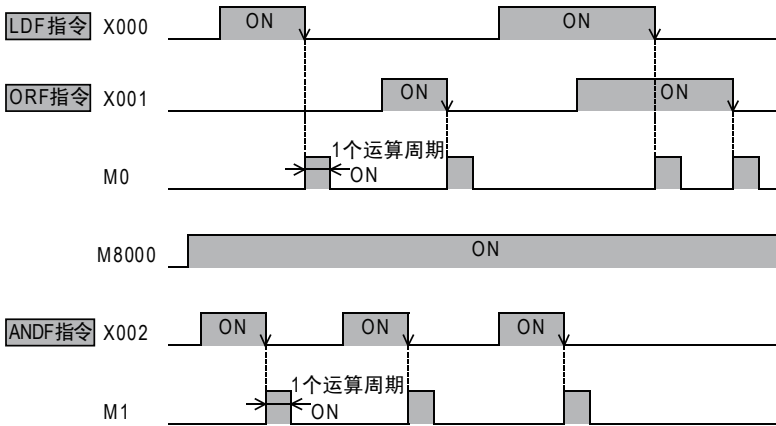 LDF指令 X000 ON ON
ORF指令 X001 ON ON
1个运算周期
M0 ON
M8000 ON
ANDF指令 X002 ON ON ON
1个运算周期
M1 ON